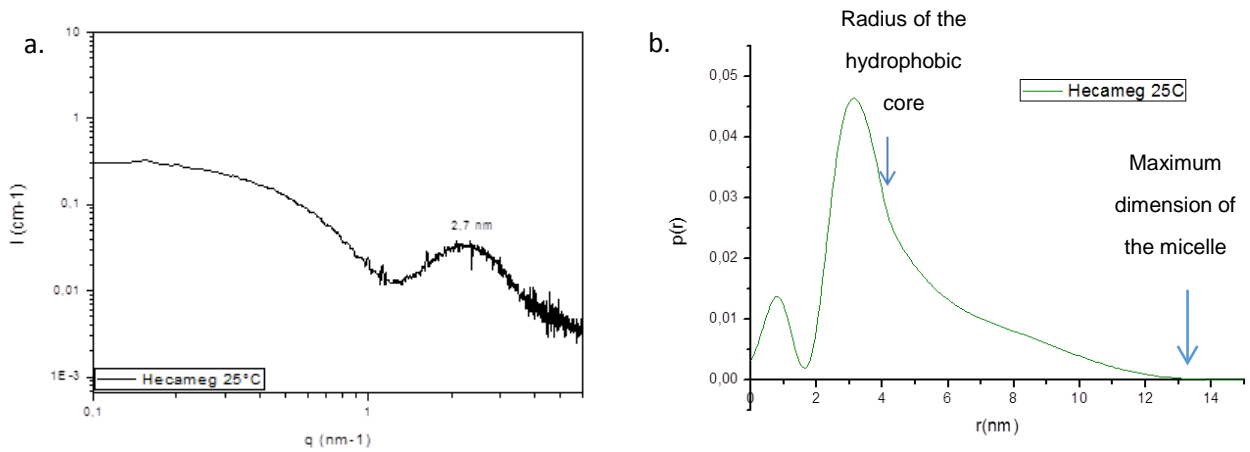 a.
10
1
0,1
0,01
1E-3
0,1
1
I (cm-1)
q (nm-1)
2,7 nm
Hecameg 25°C
b.
Radius of the
hydrophobic
core
Hecameg 25C
Maximum
dimension of
the micelle
0,05
0,04
0,03
0,02
0,01
0,00
0
2
4
6
8
10
12
14
p(r)
r(nm)